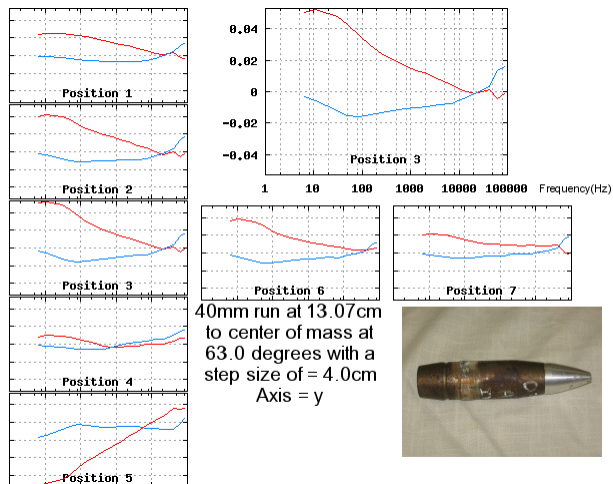 Position 1
Position 2
Position 3
Position 4
Position 5
0.04
0.02
0
-0.02
-0.04
Position 3
1 10 100 1000 10000 100000 Frequency(Hz)
Position 6
Position 7
40mm run at 13.07cm
to center of mass at
63.0 degrees with a
step size of = 4.0cm
Axis = y